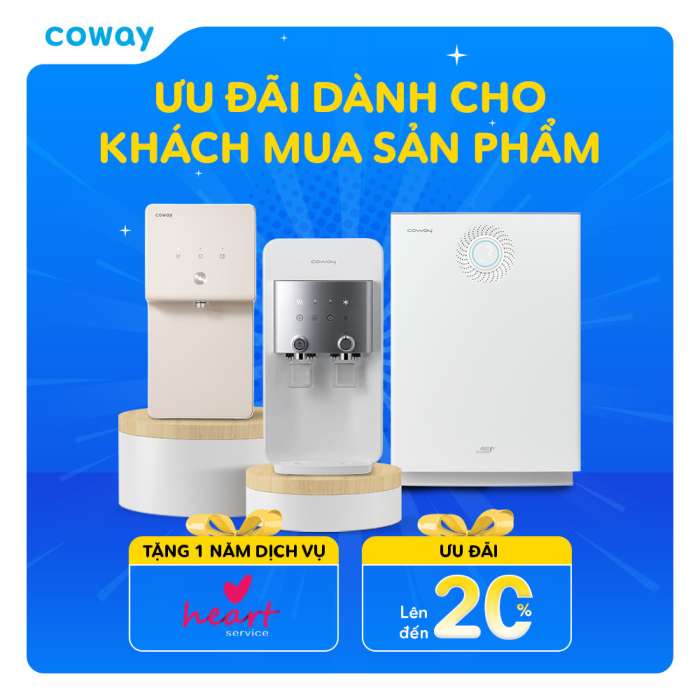 coway
ƯU ĐÃI DÀNH CHO
KHÁCH MUA SẢN PHẨM
coway
coway
coway
TẶNG 1 NĂM DỊCH VỤ
heart
service
ƯU ĐÃI
Lên
đến
20%